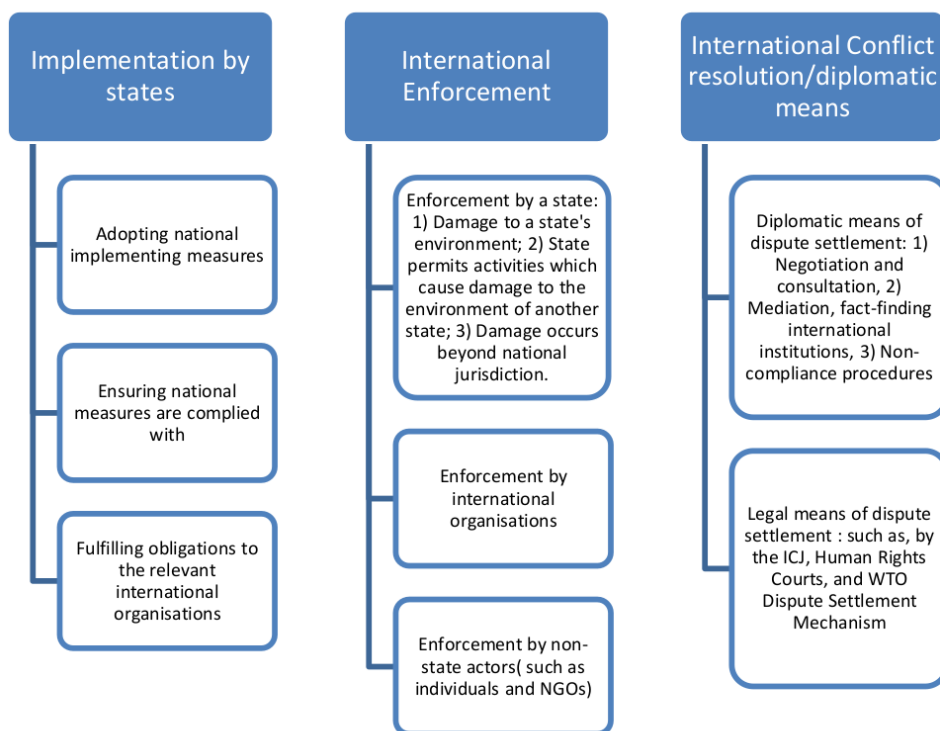 Implementation by
states
Adopting national
implementing measures
Ensuring national
measures are complied
with
Fulfilling obligations to
the relevant
international
organisations
International
Enforcement
Enforcement by a state:
1) Damage to a state's
environment; 2) State
permits activities which
cause damage to the
environment of another
state; 3) Damage occurs
beyond national
jurisdiction.
Enforcement by
international
organisations
Enforcement by non-
state actors( such as
individuals and NGOs)
International Conflict
resolution/diplomatic
means
Diplomatic means of
dispute settlement: 1)
Negotiation and
consultation, 2)
Mediation, fact-finding
international
institutions, 3) Non-
compliance procedures
Legal means of dispute
settlement : such as, by
the ICJ, Human Rights
Courts, and WTO
Dispute Settlement
Mechanism